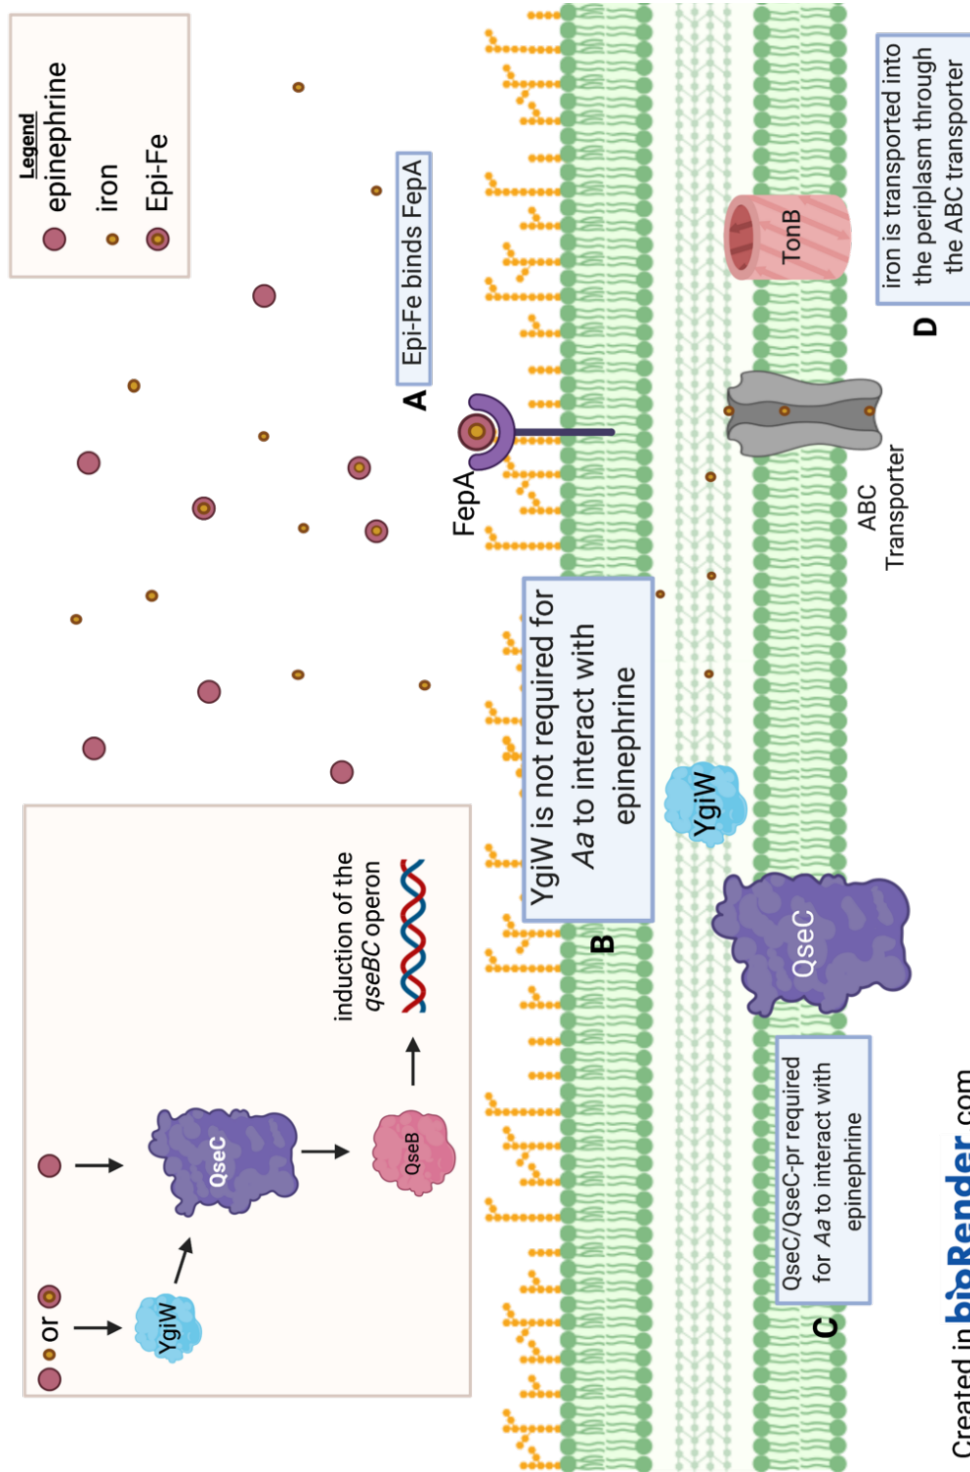 or
YgiW
QseC
QseB
induction of the
qseBC operon
Legend
epinephrine
iron
Epi-Fe
A
Epi-Fe binds FepA
FepA
B
YgiW is not required for
Aa to interact with
epinephrine
YgiW
C
QseC/QseC-pr required
for Aa to interact with
epinephrine
QseC
ABC
Transporter
TonB
D
iron is transported into
the periplasm through
the ABC transporter
Created in bioRender.com